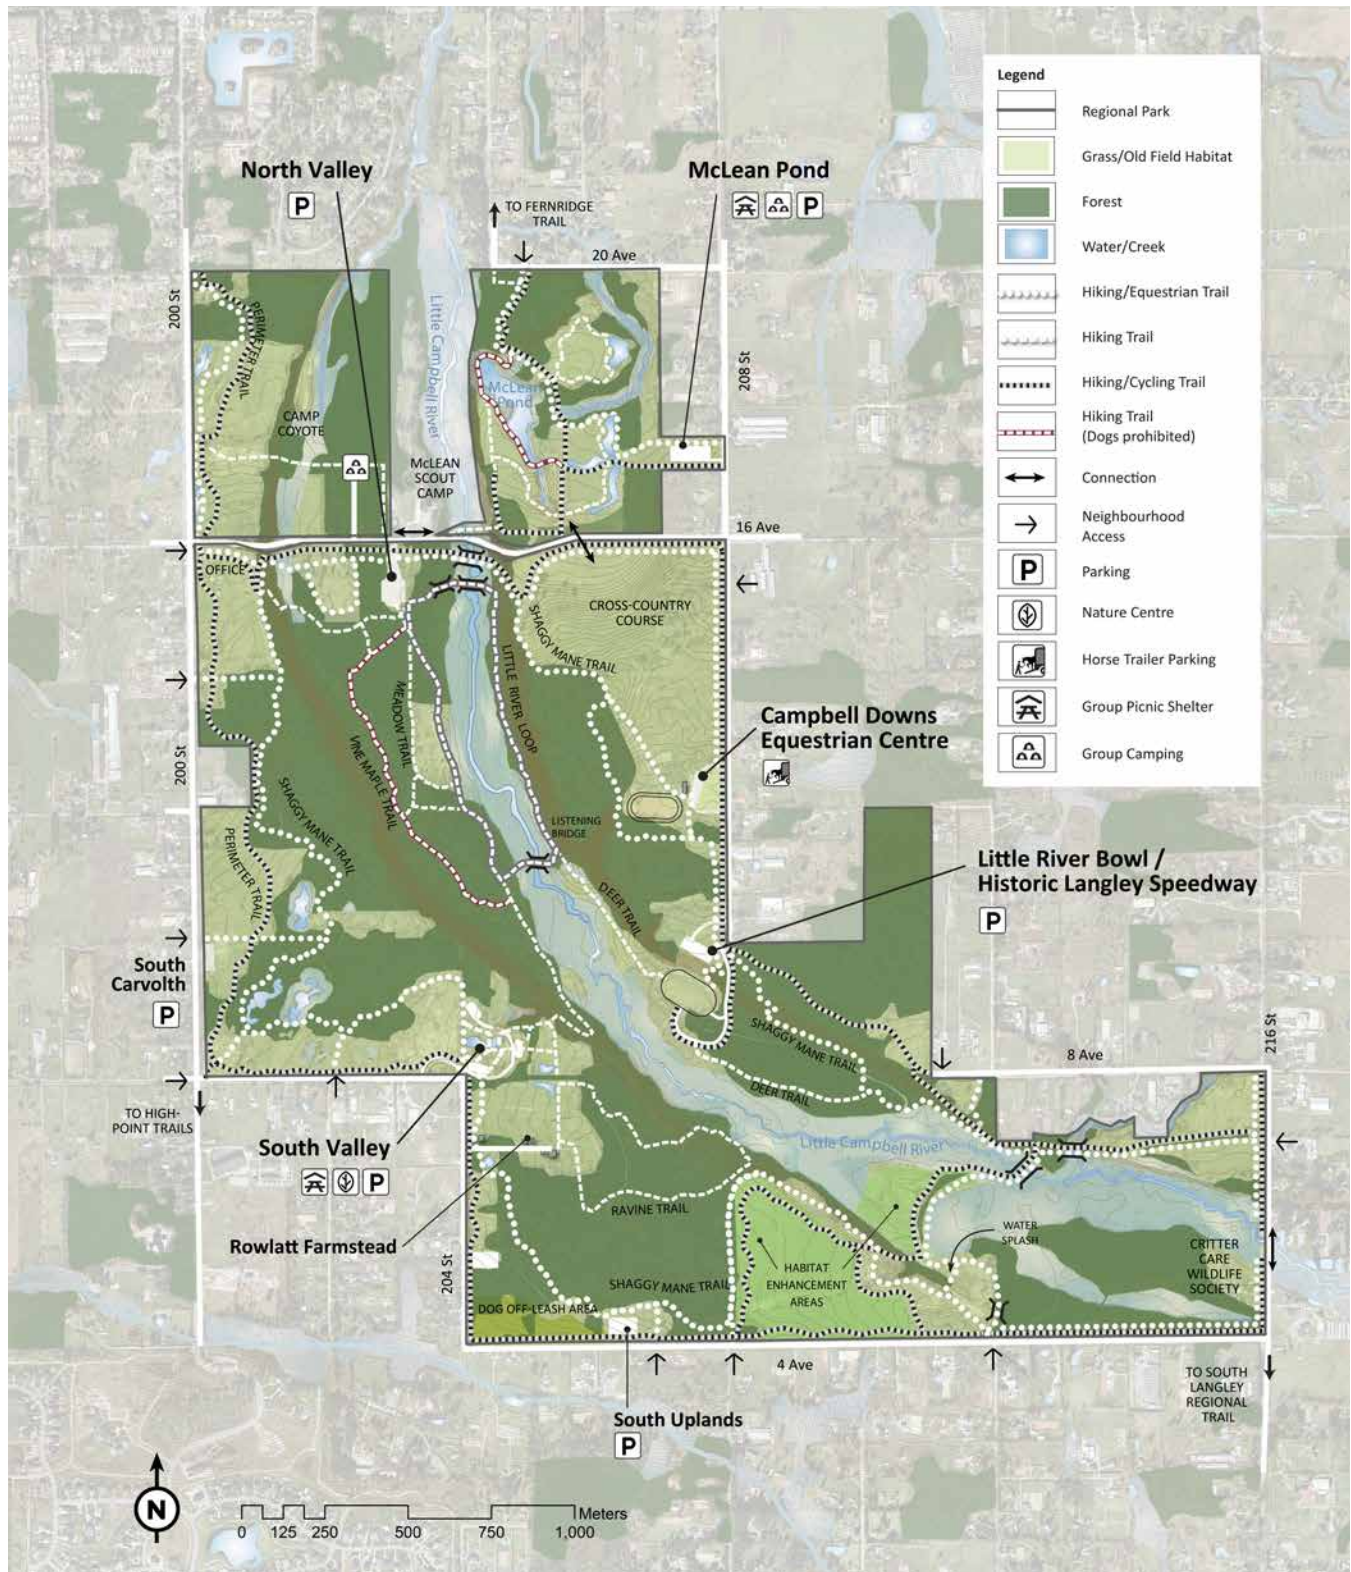 Legend
Regional Park
Grass/Old Field Habitat
Forest
Water/Creek
Hiking/Equestrian Trail
Hiking Trail
Hiking/Cycling Trail
Hiking Trail
(Dogs prohibited)
Connection
Neighbourhood
Access
P
Parking
Nature Centre
Horse Trailer Parking
Group Picnic Shelter
Group Camping
North Valley
P
McLean Pond
P
TO FERNRIDGE
TRAIL
20 Ave
200 St
PERIMETER TRAIL
Little Campbell River
McLean
Pond
208 St
CAMP
COYOTE
McLEAN
SCOUT
CAMP
16 Ave
OFFICE
CROSS-COUNTRY
COURSE
SHAGGY MANE TRAIL
LITTLE RIVER LOOP
MEADOW TRAIL
VINE MAPLE TRAIL
Campbell Downs
Equestrian Centre
200 St
SHAGGY MANE TRAIL
PERIMETER TRAIL
LISTENING
BRIDGE
Little River Bowl /
Historic Langley Speedway
P
DEER TRAIL
South
Carvolth
P
SHAGGY MANE TRAIL
8 Ave
216 St
DEER TRAIL
TO HIGH-
POINT TRAILS
South Valley
P
Little Campbell River
RAVINE TRAIL
Rowlatt Farmstead
WATER
SPLASH
CRITTER
CARE
WILDLIFE
SOCIETY
HABITAT
ENHANCEMENT
AREAS
204 St
SHAGGY MANE TRAIL
DOG OFF-LEASH AREA
4 Ave
TO SOUTH
LANGLEY
REGIONAL
TRAIL
South Uplands
P
N
Meters
0 125 250 500 750 1,000